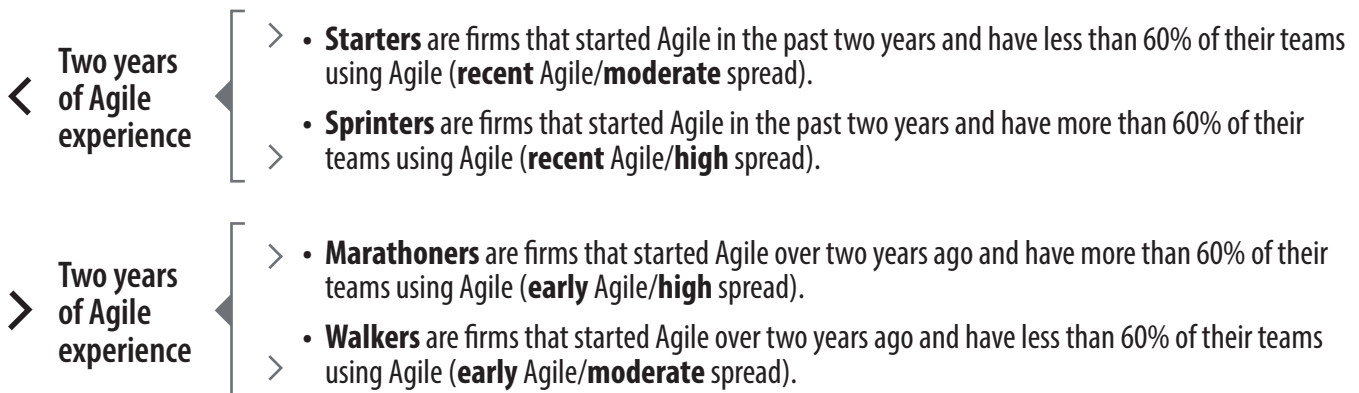 < Two years
of Agile
experience
> • Starters are firms that started Agile in the past two years and have less than 60% of their teams
using Agile (recent Agile/moderate spread).
• Sprinters are firms that started Agile in the past two years and have more than 60% of their
> teams using Agile (recent Agile/high spread).
> Two years
of Agile
experience
> • Marathoners are firms that started Agile over two years ago and have more than 60% of their
teams using Agile (early Agile/high spread).
• Walkers are firms that started Agile over two years ago and have less than 60% of their teams
> using Agile (early Agile/moderate spread).